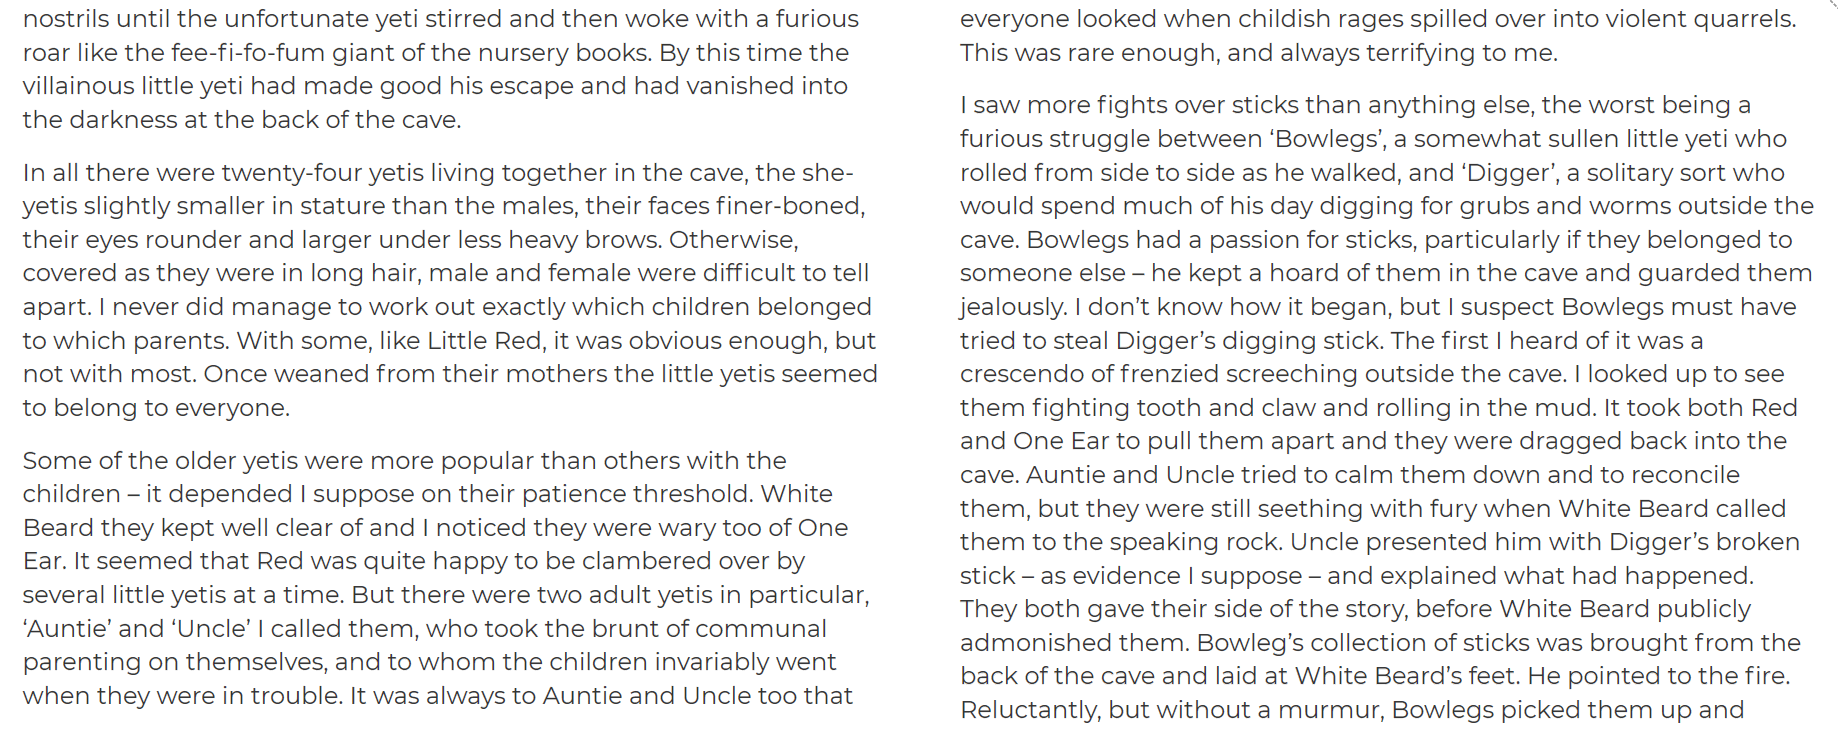 nostrils until the unfortunate yeti stirred and then woke with a furious
roar like the fee-fi-fo-fum giant of the nursery books. By this time the
villainous little yeti had made good his escape and had vanished into
the darkness at the back of the cave.
In all there were twenty-four yetis living together in the cave, the she-
yetis slightly smaller in stature than the males, their faces finer-boned,
their eyes rounder and larger under less heavy brows. Otherwise,
covered as they were in long hair, male and female were difficult to tell
apart. I never did manage to work out exactly which children belonged
to which parents. With some, like Little Red, it was obvious enough, but
not with most. Once weaned from their mothers the little yetis seemed
to belong to everyone.
Some of the older yetis were more popular than others with the
children – it depended I suppose on their patience threshold. White
Beard they kept well clear of and I noticed they were wary too of One
Ear. It seemed that Red was quite happy to be clambered over by
several little yetis at a time. But there were two adult yetis in particular,
‘Auntie’ and ‘Uncle’ I called them, who took the brunt of communal
parenting on themselves, and to whom the children invariably went
when they were in trouble. It was always to Auntie and Uncle too that
everyone looked when childish rages spilled over into violent quarrels.
This was rare enough, and always terrifying to me.
I saw more fights over sticks than anything else, the worst being a
furious struggle between ‘Bowlegs’, a somewhat sullen little yeti who
rolled from side to side as he walked, and ‘Digger’, a solitary sort who
would spend much of his day digging for grubs and worms outside the
cave. Bowlegs had a passion for sticks, particularly if they belonged to
someone else – he kept a hoard of them in the cave and guarded them
jealously. I don’t know how it began, but I suspect Bowlegs must have
tried to steal Digger’s digging stick. The first I heard of it was a
crescendo of frenzied screeching outside the cave. I looked up to see
them fighting tooth and claw and rolling in the mud. It took both Red
and One Ear to pull them apart and they were dragged back into the
cave. Auntie and Uncle tried to calm them down and to reconcile
them, but they were still seething with fury when White Beard called
them to the speaking rock. Uncle presented him with Digger’s broken
stick – as evidence I suppose – and explained what had happened.
They both gave their side of the story, before White Beard publicly
admonished them. Bowleg’s collection of sticks was brought from the
back of the cave and laid at White Beard’s feet. He pointed to the fire.
Reluctantly, but without a murmur, Bowlegs picked them up and